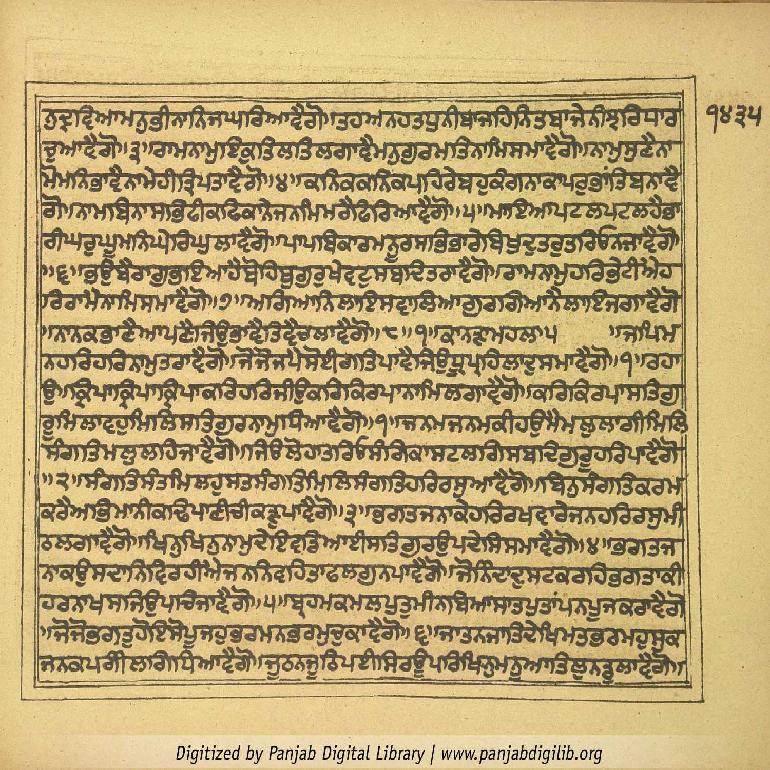 ੧੪੩੫
ਨੁਝੁਦਇਆਮਨੁਭੀਨਾਨਿਜਘਰਿਆਵੈਗੋ॥ਤਹਅਨਹਤਧੁਨੀਬਾਜਹਿਨਿਤਬਾਜੇਨੀਝਰਿਧਾਰ
ਚੁਆਵੈਗੋ॥੩॥ਰਾਮਨਾਮੁਇਕੁਤਿਲਤਿਲਗਾਵੈਮਨੁਗੁਰਮਤਿਨਾਮਿਸਮਾਵੈਗੋ॥ਨਾਮੁਸੁਣੈਨਾ
ਮੋਮਨਿਭਾਵੈਨਾਮੇਹੀਤ੍ਰਿਪਤਾਵੈਗੋ॥੪॥ਕਨਿਕਕਨਿਕਪਹਿਰੇਬਹੁਕੰਗਨਾਕਾਪਰੁਭਾਂਤਿਬਨਾਵੈ
ਗੋ॥ਨਾਮਬਿਨਾਸਭਿਫੀਕਫਿਕਾਨੇਜਨਮਿਮਰੈਫਿਰਿਆਵੈਗੋ॥੫॥ਮਾਇਆਪਟਲਪਟਲਹੈਭਾ
ਰੀਘਰੁਘੂਮਨਿਘੇਰਿਘੁਲਾਵੈਗੋ॥ਪਾਪਬਿਕਾਰਮਨੂਰਸਭਿਭਾਰੇਬਿਖੁਦੁਤਰੁਤਰਿਓਨਜਾਵੈਗੋ
॥੬॥ਭਉਬੈਰਾਗੁਭਇਆਹੈਬੋਹਿਥੁਗੁਰੁਖੇਵਟੁਸਬਦਿਤਰਾਵੈਗੋ॥ਰਾਮਨਾਮੁਹਰਿਭੇਟੀਐਹ
ਰਿਰਾਮੈਨਾਮਿਸਮਾਵੈਗੋ॥੭॥ਅਗਿਆਨਿਲਾਇਸਵਾਲਿਆਗੁਰਗਿਆਨੈਲਾਇਜਗਾਵੈਗੋ
॥ਨਾਨਕਭਾਣੈਆਪਣੈਜਿਉਭਾਵੈਤਿਵੈਚਲਾਵੈਗੋ॥੮॥੧॥ਕਾਨੜਾਮਹਲਾ੫ ॥ਜਪਿਮ
ਨਹਰਿਹਰਿਨਾਮੁਤਰਾਵੈਗੋ॥ਜੋਜੋਜਪੈਸੋਈਗਤਿਪਾਵੈਜਿਉਧ੍ਰੂਪ੍ਰਹਿਲਾਦੁਸਮਾਵੈਗੋ॥੧॥ਰਹਾ
ਉ॥ਕ੍ਰਿਪਾਕ੍ਰਿਪਾਕ੍ਰਿਪਾਕਰਿਹਰਿਜੀਉਕਰਿਕਿਰਪਾਨਾਮਿਲਗਾਵੈਗੋ॥ਕਰਿਕਿਰਪਾਸਤਿਗੁ
ਰੂਮਿਲਾਵਹੁਮਿਲਿਸਤਿਗੁਰਨਾਮੁਧਿਆਵੈਗੋ॥੧॥ਜਨਮਜਨਮਕੀਹਉਮੈਮਲੁਲਾਗੀਮਿਲਿ
ਸੰਗਤਿਮਲੁਲਹਿਜਾਵੈਗੋ॥ਜਿਉਲੋਹਾਤਰਿਓਸੰਗਿਕਾਸਟਲਗਿਸਬਦਿਗੁਰੂਹਰਿਪਾਵੈਗੋ
॥੨॥ਸੰਗਤਿਸੰਤਮਿਲਹੁਸਤਸੰਗਤਿਮਿਲਿਸੰਗਤਿਹਰਿਰਸੁਆਵੈਗੋ॥ਬਿਨੁਸੰਗਤਿਕਰਮ
ਕਰੈਅਭਿਮਾਨੀਕਢਿਪਾਣੀਚੀਕੜੁਪਾਵੈਗੋ॥੩॥ਭਗਤਜਨਾਕੇਹਰਿਰਖਵਾਰੇਜਨਹਰਿਰਸੁਮੀ
ਠਲਗਾਵੈਗੋ॥ਖਿਨੁਖਿਨੁਨਾਮੁਦੇਇਵਡਿਆਈਸਤਿਗੁਰਉਪਦੇਸਿਸਮਾਵੈਗੋ॥੪॥ਭਗਤਜ
ਨਾਕਉਸਦਾਨਿਵਿਰਹੀਐਜਨਨਿਵਹਿਤਾਫਲਗੁਨਪਾਵੈਗੋ॥ਜੋਨਿੰਦਾਦੁਸਟਕਰਹਿਭਗਤਾਕੀ
ਹਰਨਾਖਸਜਿਉਪਚਿਜਾਵੈਗੋ॥੫॥ਬ੍ਰਹਮਕਮਲਪੁਤੁਮੀਨਬਿਆਸਾਤਪੁਤਾਪਨਪੂਜਕਰਾਵੈਗੋ
॥ਜੋਜੋਭਗਤੁਹੋਇਸੋਪੂਜਹੁਭਰਮਨਭਰਮੁਚੁਕਾਵੈਗੋ॥੬॥ਜਾਤਨਜਾਤਿਦੇਖਿਮਤਭਰਮਹੁਸੁਕ
ਜਨਕਪਗੀਂਲਗਿਧਿਆਵੈਗੋ॥ਜੂਠਨਜੂਠਿਪਈਸਿਰਊਪਰਿਖਿਨੁਮਨੂਆਤਿਲੁਨਡੁਲਾਵੈਗੋ॥
Digitized by Panjab Digital Library | www.panjabdigilib.org